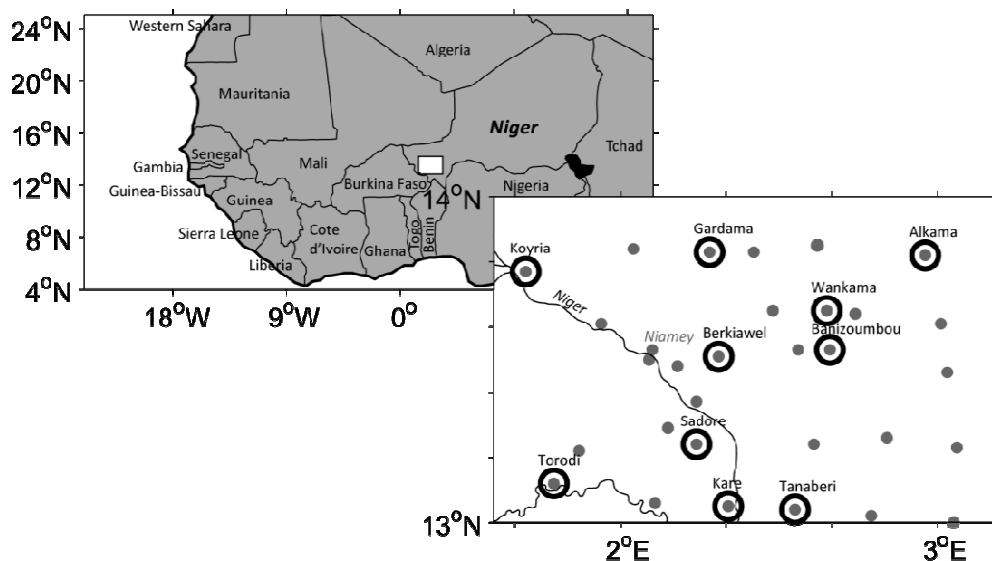 24°N
20°N
16°N
12°N
8°N
4°N
18°W
9°W
0°
Western Sahara
Algeria
Mauritania
Niger
Tchad
Senegal
Gambia
Mali
Guinea-Bissau
Burkina Faso
Nigeria
Guinea
Sierra Leone
Cote
d'Ivoire
Ghana
Togo
Benin
Liberia
14°N
13°N
2°E
3°E
Koyria
Gardama
Alkama
Niger
Wankama
Niamey
Berkiawel
Banizoumbou
Sadore
Torodi
Kare
Tanaberi